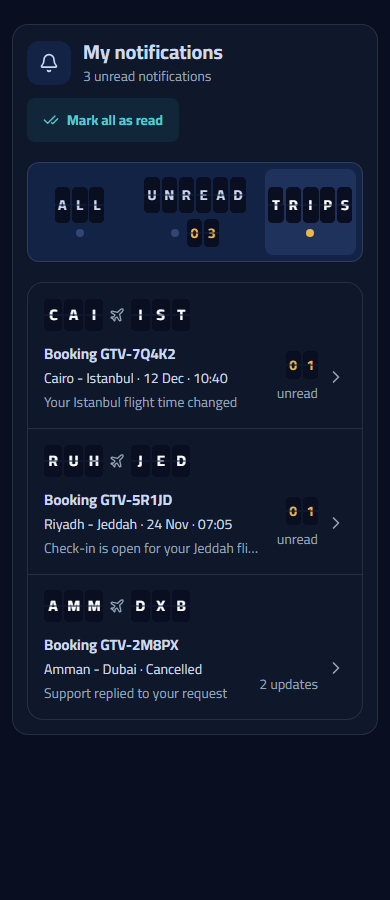 My notifications
3 unread notifications
Mark all as read
ALL
UNREAD
03
TRIPS
CAI IST
Booking GTV-7Q4K2
Cairo - Istanbul · 12 Dec · 10:40
Your Istanbul flight time changed
01
unread
RUH JED
Booking GTV-5R1JD
Riyadh - Jeddah · 24 Nov · 07:05
Check-in is open for your Jeddah fli...
01
unread
AMM DXB
Booking GTV-2M8PX
Amman - Dubai · Cancelled
Support replied to your request
2 updates